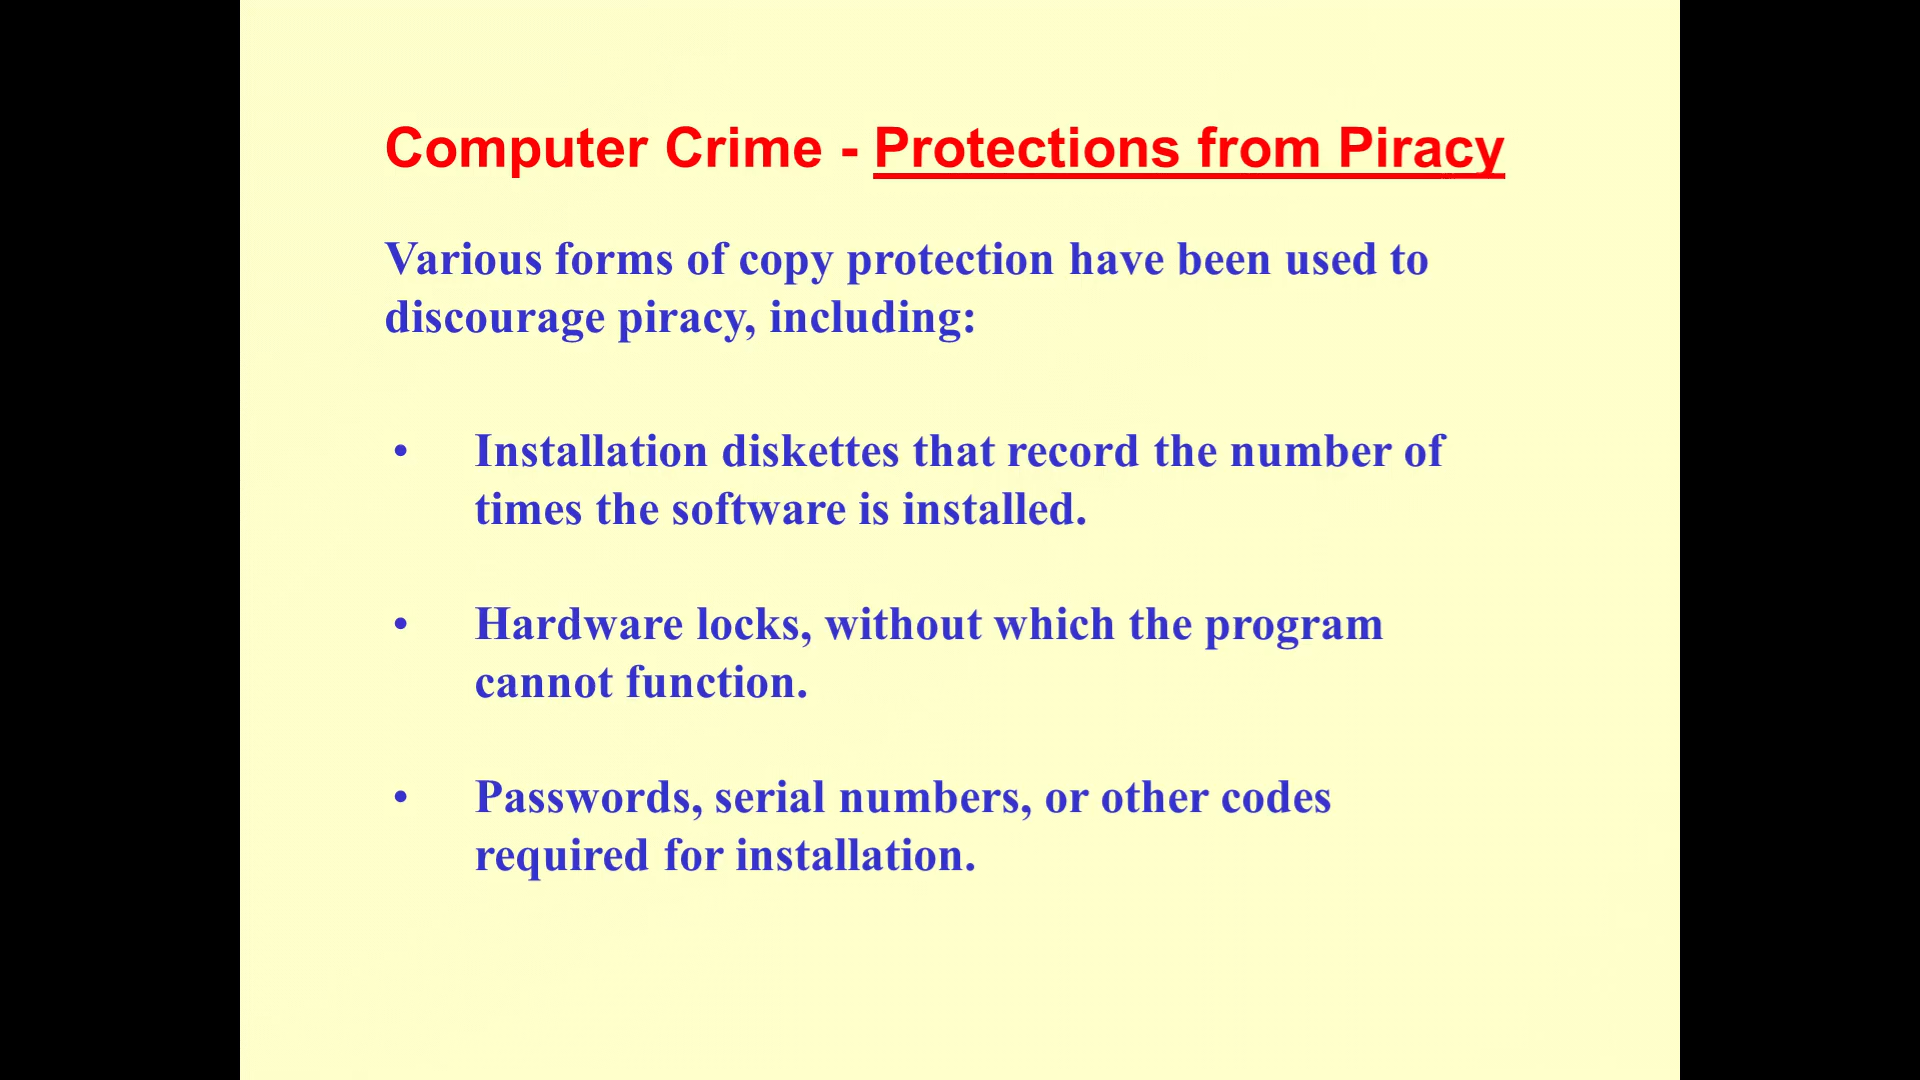 Computer Crime - Protections from Piracy
Various forms of copy protection have been used to
discourage piracy, including:
• Installation diskettes that record the number of
times the software is installed.
• Hardware locks, without which the program
cannot function.
• Passwords, serial numbers, or other codes
required for installation.